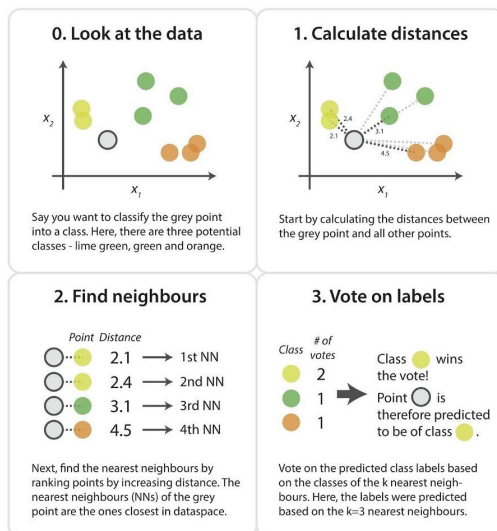 0. Look at the data
x2
x1
Say you want to classify the grey point
into a class. Here, there are three potential
classes - lime green, green and orange.
1. Calculate distances
x2
2.4
2.1
3.1
4.5
x1
Start by calculating the distances between
the grey point and all other points.
2. Find neighbours
Point Distance
2.1 → 1st NN
2.4 → 2nd NN
3.1 → 3rd NN
4.5 → 4th NN
Next, find the nearest neighbours by
ranking points by increasing distance. The
nearest neighbours (NNs) of the grey
point are the ones closest in dataspace.
3. Vote on labels
Class # of
votes
2
1
1
Class wins
the vote!
Point is
therefore predicted
to be of class .
Vote on the predicted class labels based
on the classes of the k nearest neigh-
bours. Here, the labels were predicted
based on the k=3 nearest neighbours.